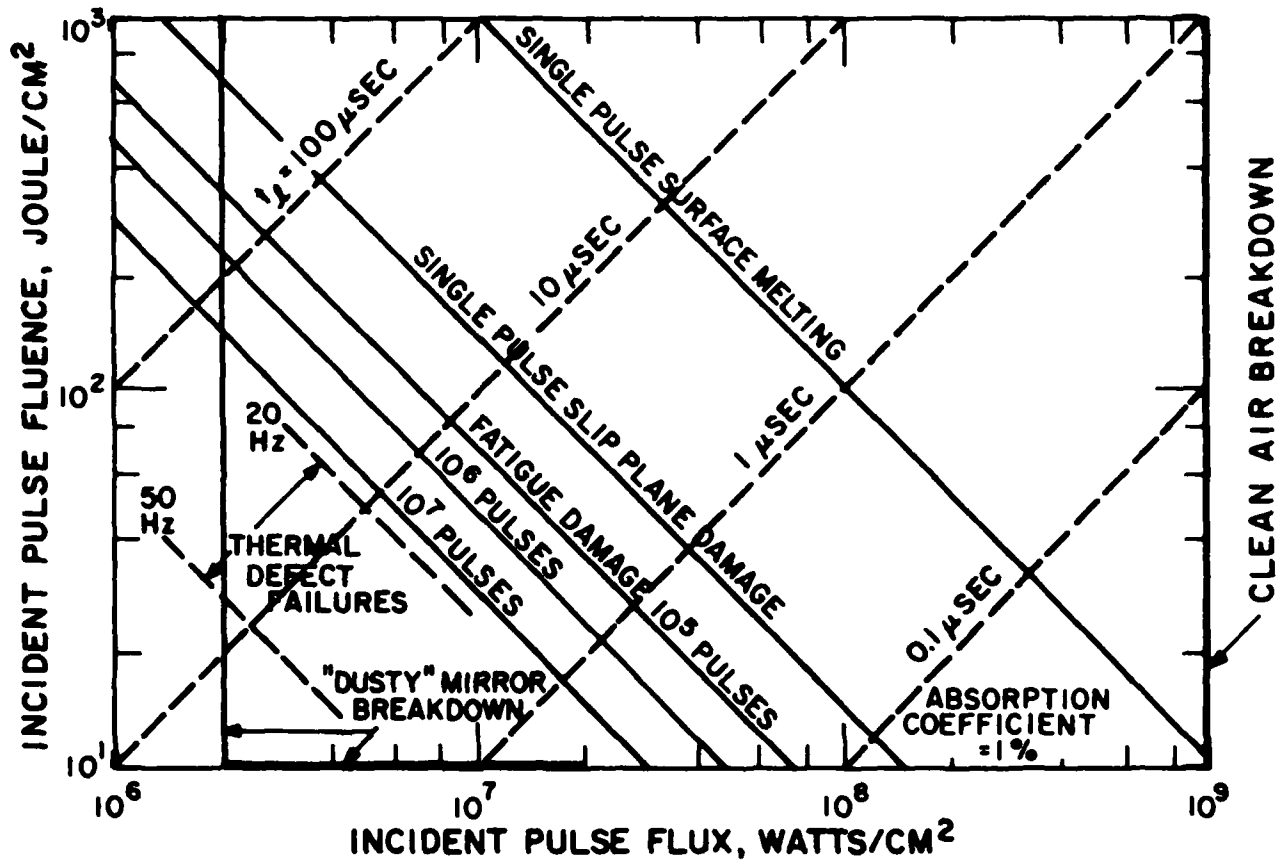 INCIDENT PULSE FLUENCE, JOULE/CM²
10³
10²
10¹
tℓ = 100 μSEC
10 μSEC
1 μSEC
0.1 μSEC
SINGLE PULSE SURFACE MELTING
SINGLE PULSE SLIP PLANE DAMAGE
FATIGUE DAMAGE 10⁵ PULSES
10⁶ PULSES
10⁷ PULSES
20
Hz
50
Hz
THERMAL
DEFECT
FAILURES
"DUSTY" MIRROR
BREAKDOWN
ABSORPTION
COEFFICIENT
=1%
CLEAN AIR BREAKDOWN
10⁶
10⁷
10⁸
10⁹
INCIDENT PULSE FLUX, WATTS/CM²